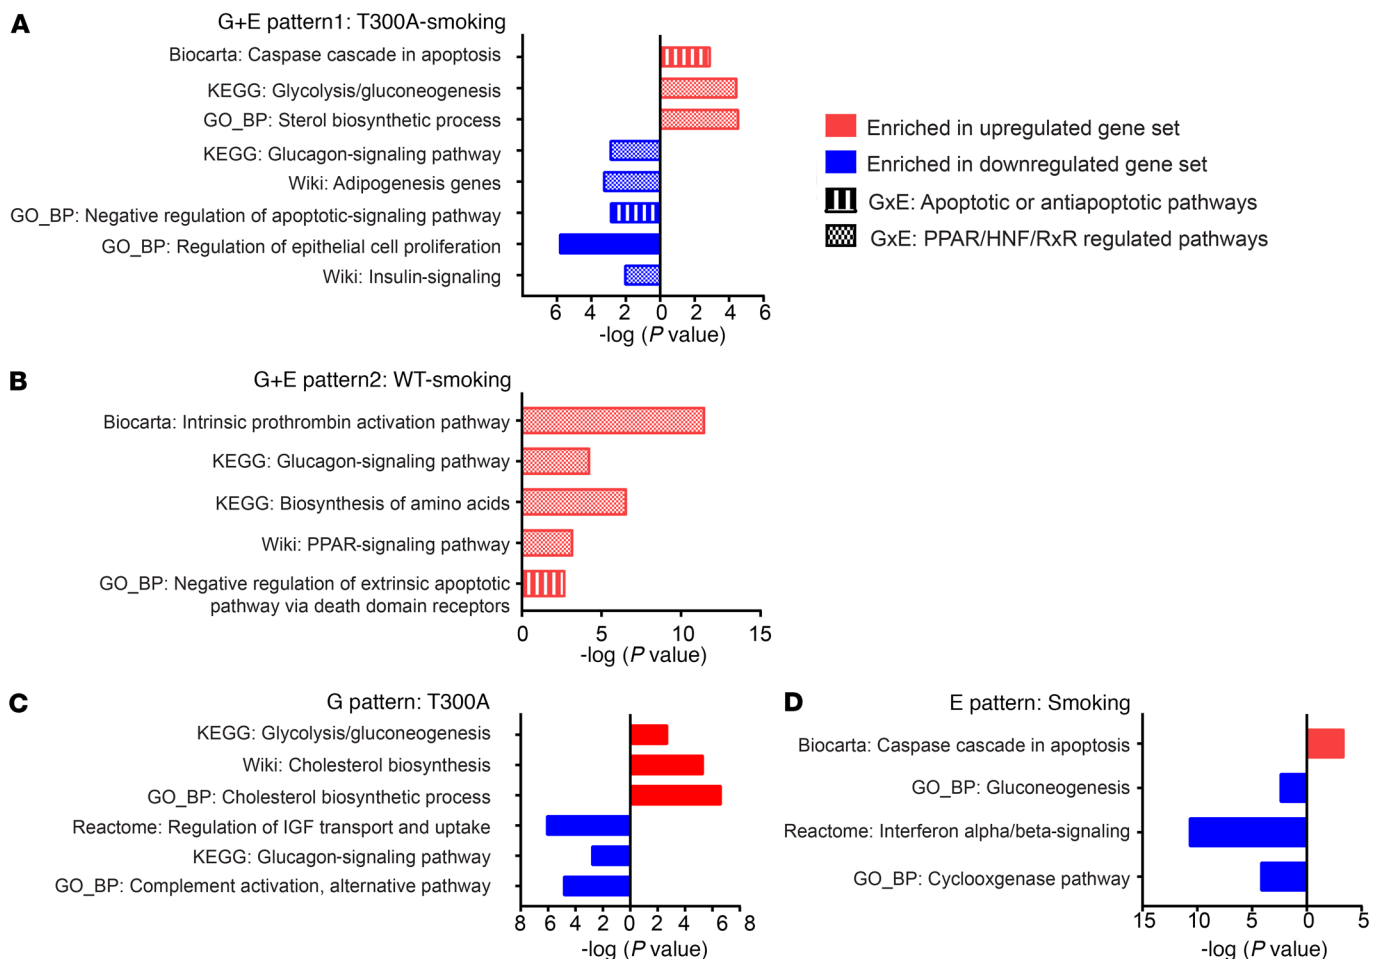 A
G+E pattern1: T300A-smoking
Biocarta: Caspase cascade in apoptosis
KEGG: Glycolysis/gluconeogenesis
GO_BP: Sterol biosynthetic process
KEGG: Glucagon-signaling pathway
Wiki: Adipogenesis genes
GO_BP: Negative regulation of apoptotic-signaling pathway
GO_BP: Regulation of epithelial cell proliferation
Wiki: Insulin-signaling
6 4 2 0 2 4 6
-log (P value)
Enriched in upregulated gene set
Enriched in downregulated gene set
GxE: Apoptotic or antiapoptotic pathways
GxE: PPAR/HNF/RxR regulated pathways
B
G+E pattern2: WT-smoking
Biocarta: Intrinsic prothrombin activation pathway
KEGG: Glucagon-signaling pathway
KEGG: Biosynthesis of amino acids
Wiki: PPAR-signaling pathway
GO_BP: Negative regulation of extrinsic apoptotic
pathway via death domain receptors
0 5 10 15
-log (P value)
C
G pattern: T300A
KEGG: Glycolysis/gluconeogenesis
Wiki: Cholesterol biosynthesis
GO_BP: Cholesterol biosynthetic process
Reactome: Regulation of IGF transport and uptake
KEGG: Glucagon-signaling pathway
GO_BP: Complement activation, alternative pathway
8 6 4 2 0 2 4 6 8
-log (P value)
D
E pattern: Smoking
Biocarta: Caspase cascade in apoptosis
GO_BP: Gluconeogenesis
Reactome: Interferon alpha/beta-signaling
GO_BP: Cyclooxgenase pathway
15 10 5 0 5
-log (P value)